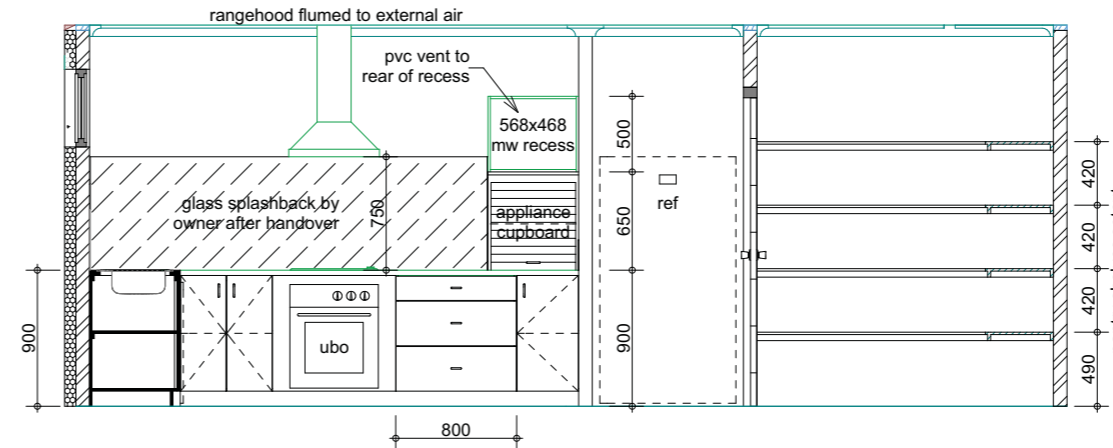 rangehood flumed to external air
pvc vent to
rear of recess
568x468
mw recess
500
glass splashback by
owner after handover
750
appliance
cupboard
650
ref
420
420
420
490
900
ubo
900
800